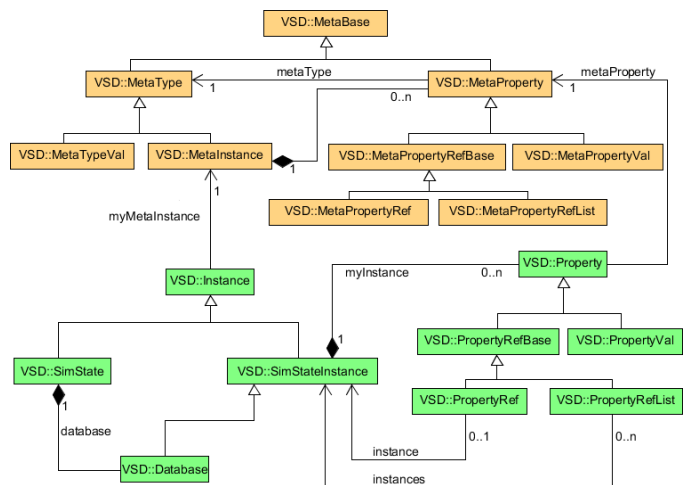 VSD::MetaBase
metaType
metaProperty
VSD::MetaType
1
VSD::MetaProperty
1
0..n
VSD::MetaTypeVal
VSD::MetaInstance
1
VSD::MetaPropertyRefBase
VSD::MetaPropertyVal
1
VSD::MetaPropertyRef
VSD::MetaPropertyRefList
myMetaInstance
VSD::Instance
myInstance
0..n
VSD::Property
1
VSD::PropertyRefBase
VSD::PropertyVal
VSD::SimState
VSD::SimStateInstance
1
VSD::PropertyRef
VSD::PropertyRefList
database
0..1
0..n
instance
VSD::Database
instances